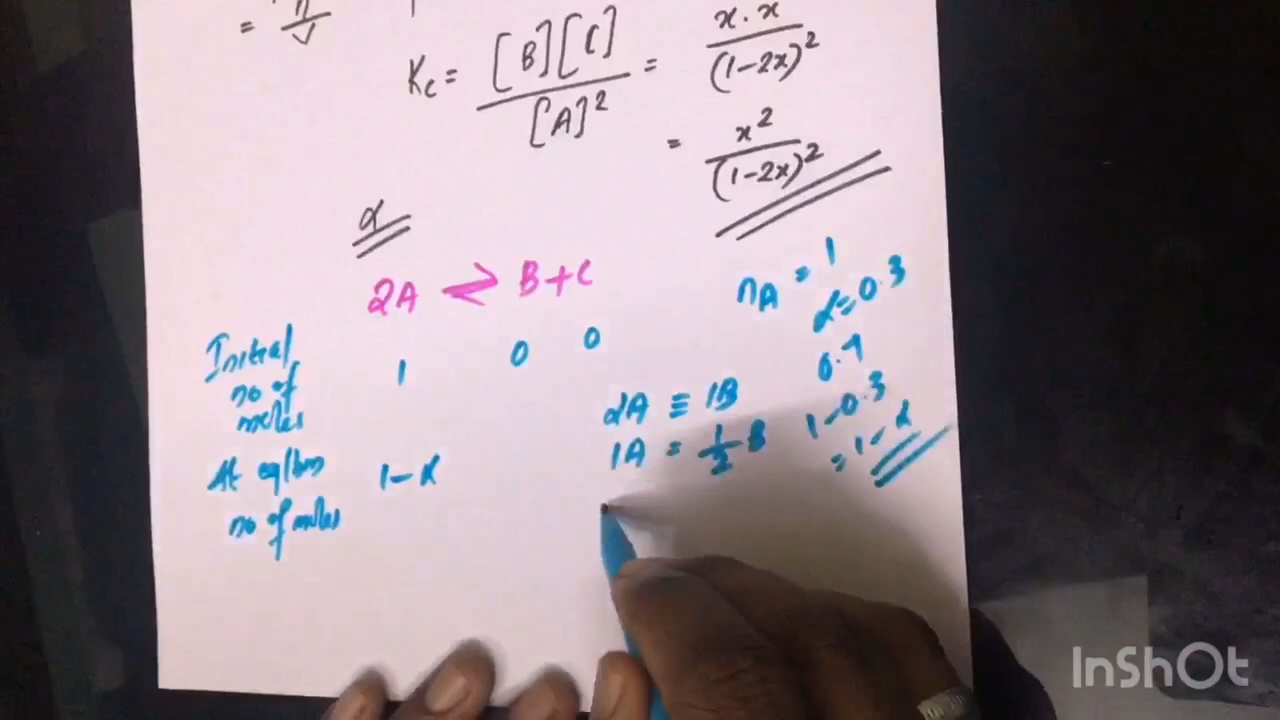 = n/V
Kc = [B][C] / [A]² = x·x / (1-2x)²
= x² / (1-2x)²
α
2A ⇌ B+C
nA = 1
α=0.3
Initial no of moles 1 0 0
0.7
2A ≡ 1B
1-0.3
1A = 1/2 B
= 1-α
At eqlbm 1-α
no of moles
InShOt